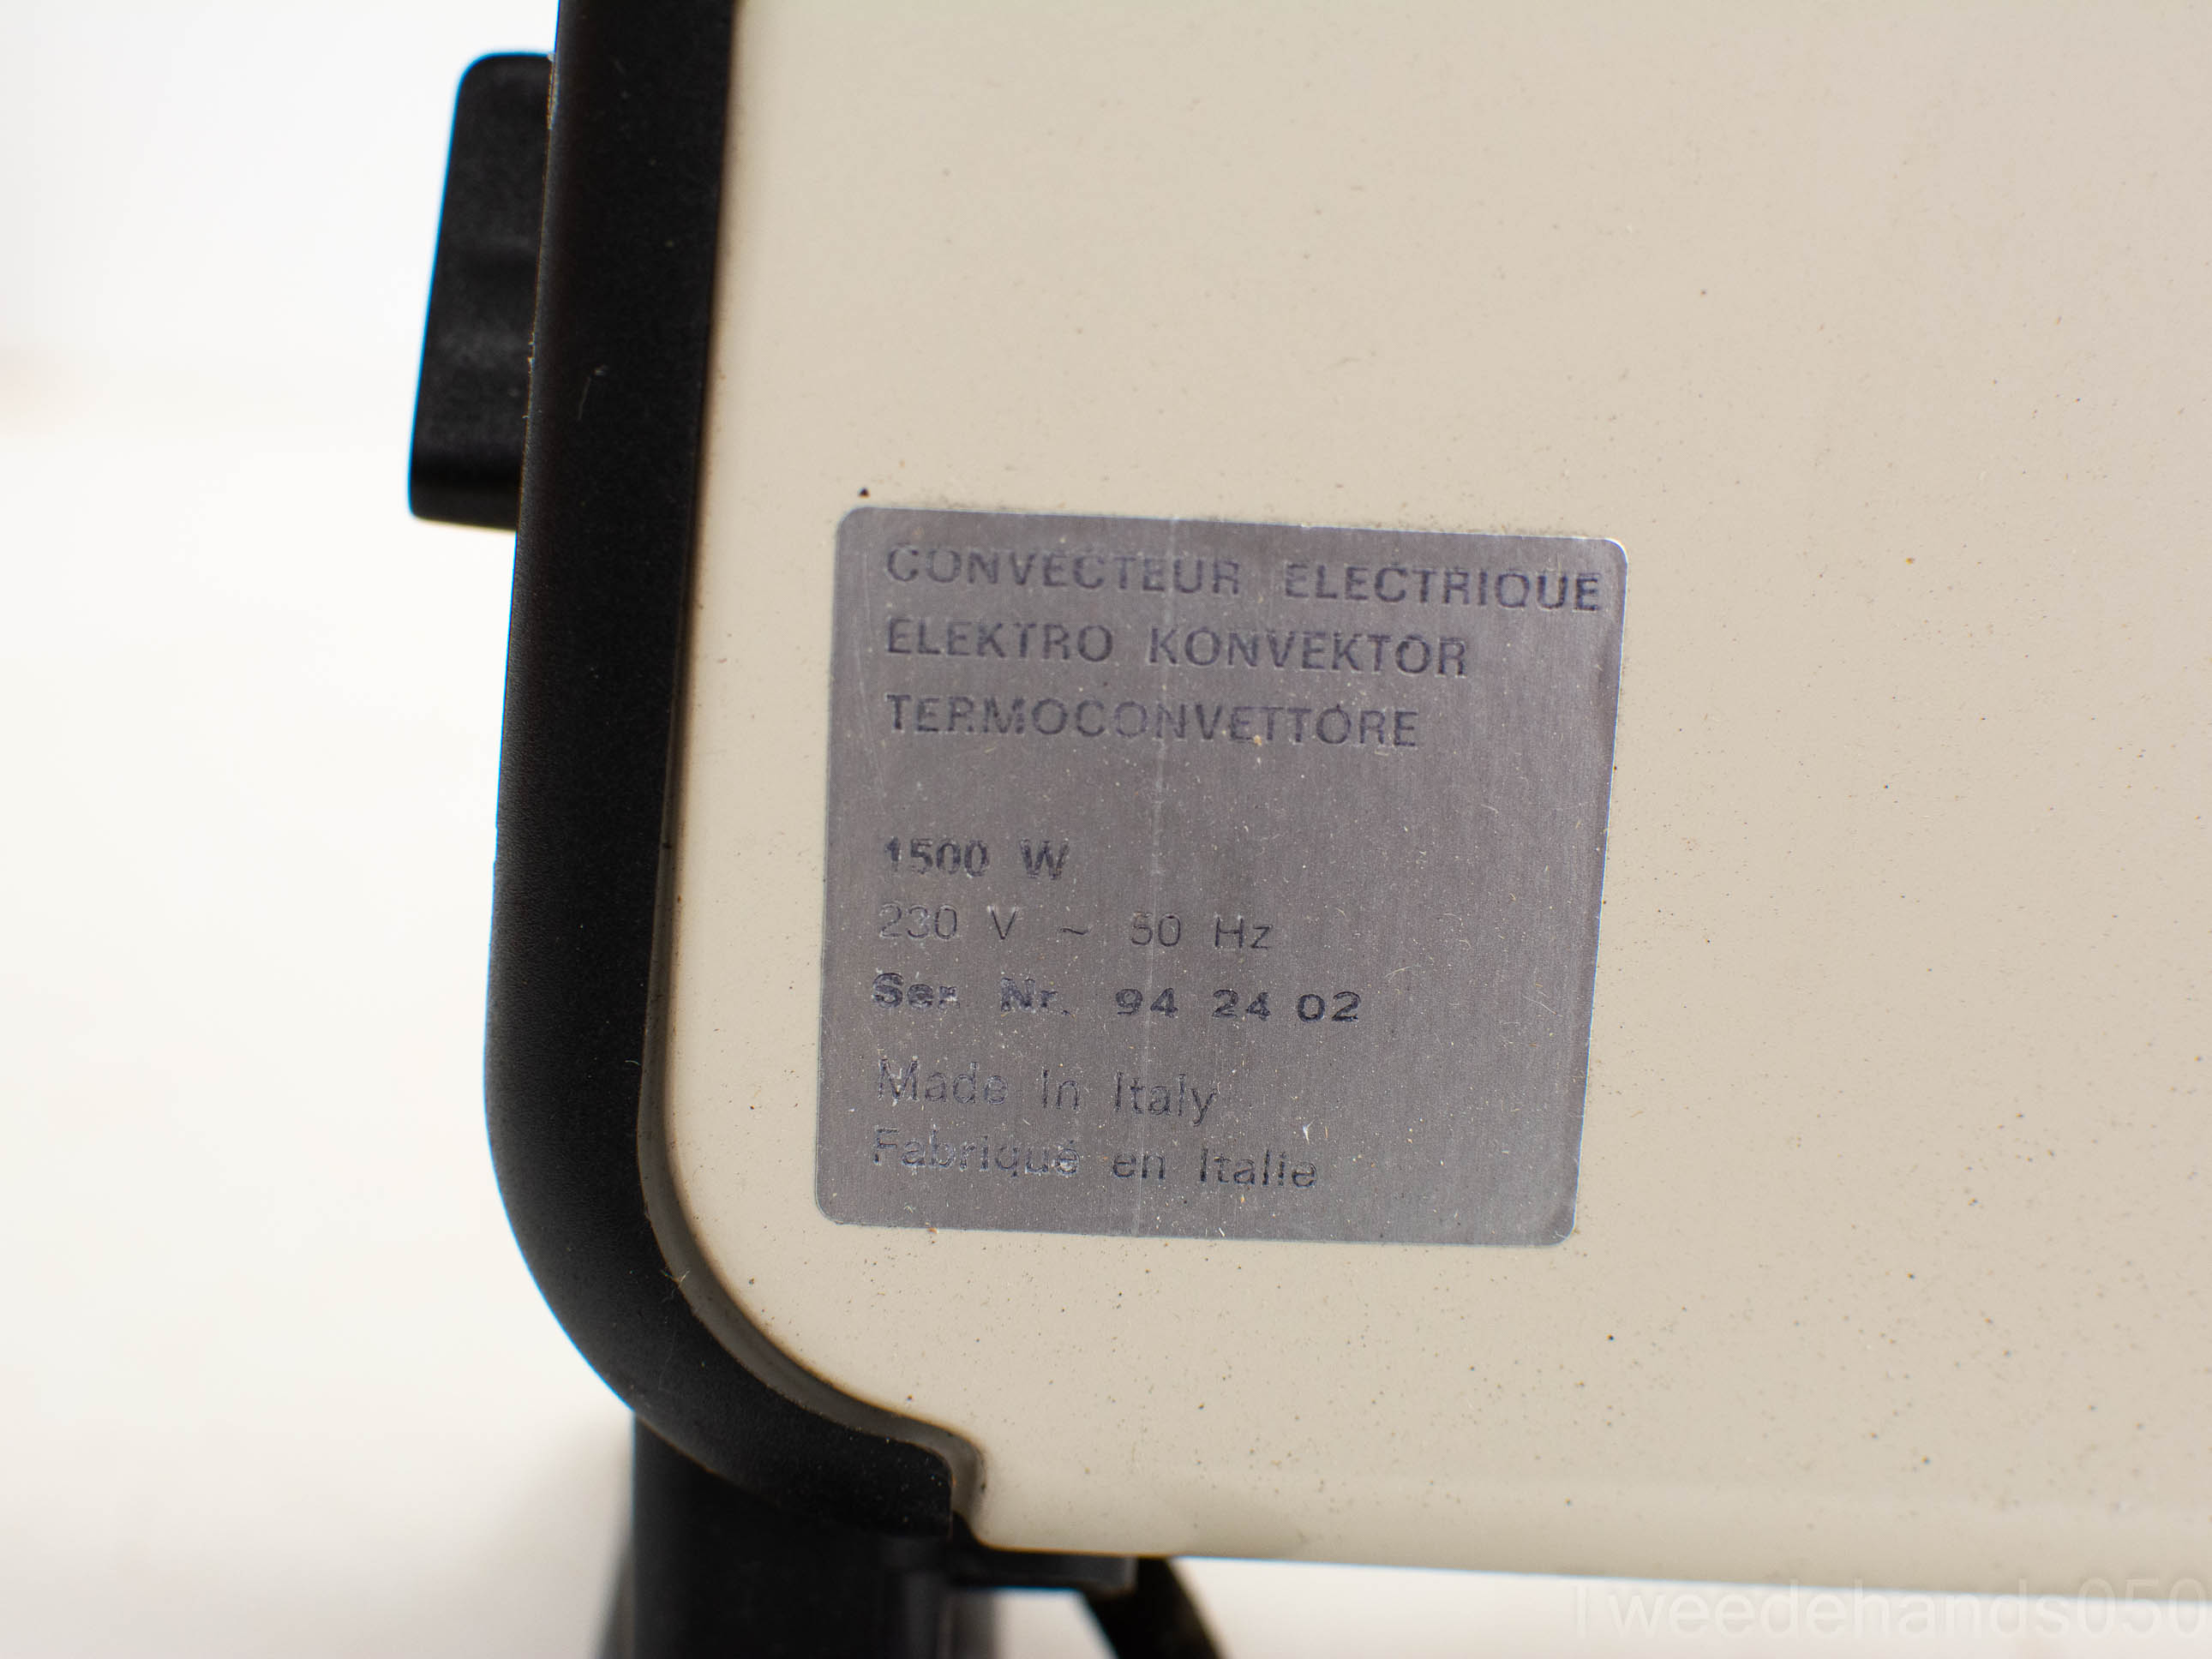 CONVECTEUR ELECTRIQUE
ELEKTRO KONVEKTOR
TERMOCONVETTORE
1500 W
230 V ~ 50 Hz
Ser. Nr. 94 24 02
Made in Italy
Fabriqué en Italie
Tweedehands050